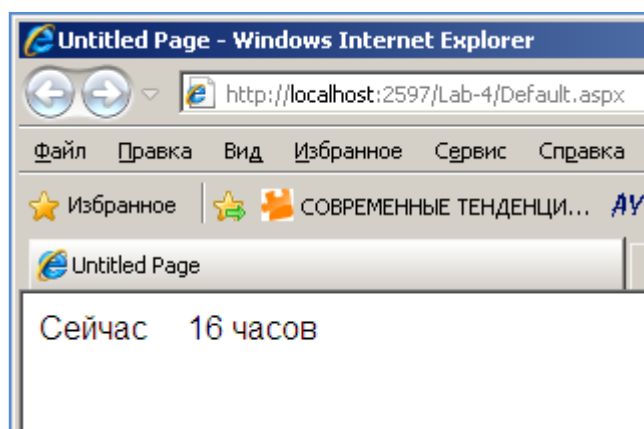 Untitled Page - Windows Internet Explorer
http://localhost:2597/Lab-4/Default.aspx
Файл Правка Вид Избранное Сервис Справка
Избранное СОВРЕМЕННЫЕ ТЕНДЕНЦИ...
Untitled Page
Сейчас 16 часов